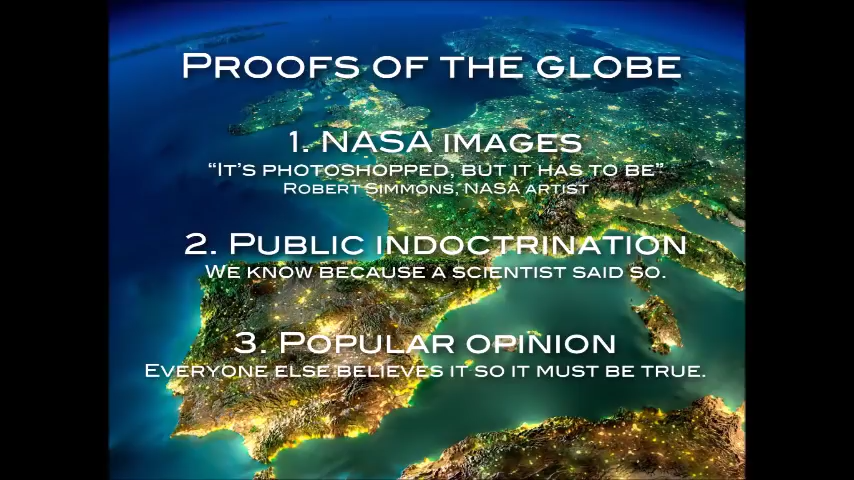 PROOFS OF THE GLOBE
1. NASA IMAGES
“IT'S PHOTOSHOPPED, BUT IT HAS TO BE”
ROBERT SIMMONS, NASA ARTIST
2. PUBLIC INDOCTRINATION
WE KNOW BECAUSE A SCIENTIST SAID SO.
3. POPULAR OPINION
EVERYONE ELSE BELIEVES IT SO IT MUST BE TRUE.